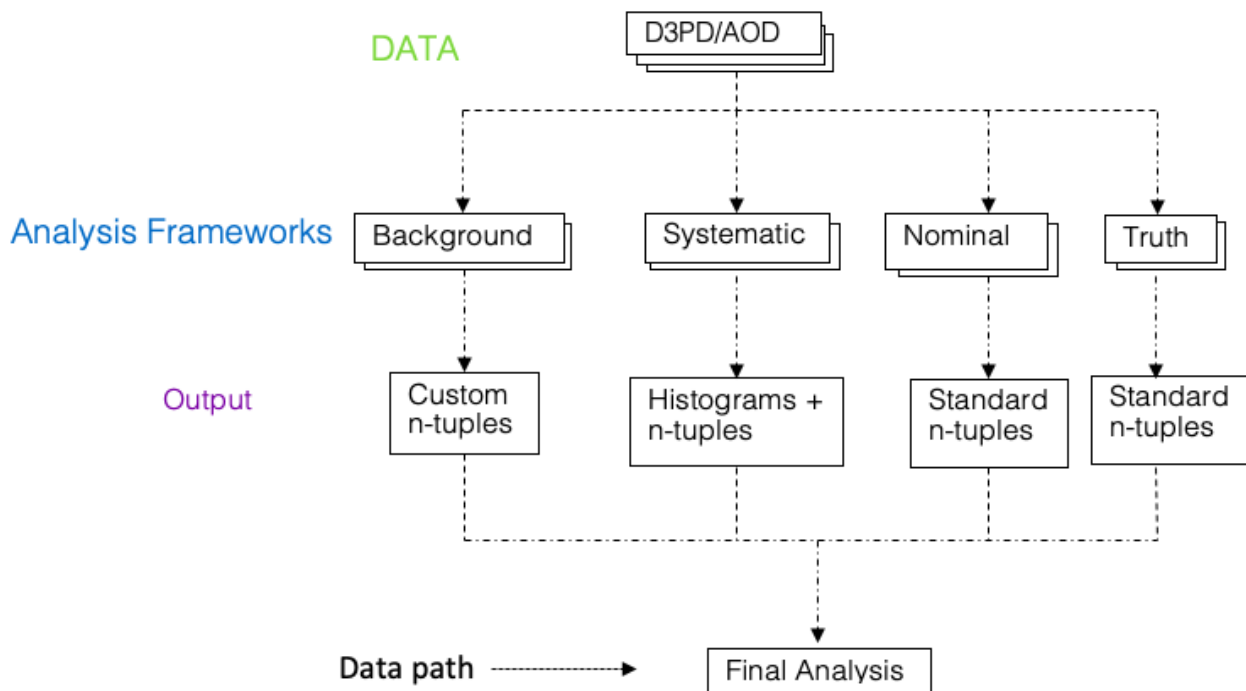 DATA
D3PD/AOD
Analysis Frameworks
Background
Systematic
Nominal
Truth
Output
Custom
n-tuples
Histograms +
n-tuples
Standard
n-tuples
Standard
n-tuples
Data path
Final Analysis